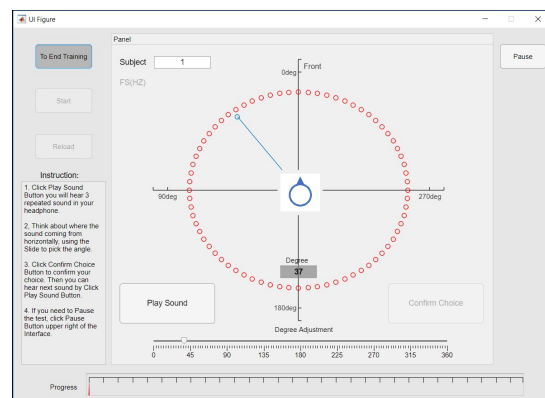 UI Figure
To End Training
Start
Reload
Instruction:
1. Click Play Sound
Button you will hear 3
repeated sound in your
headphone.
2, Think about where the
sound coming from
horizontally, using the
Slide to pick the angle.
3. Click Confirm Choice
Button to confirm your
choice. Then you can
hear next sound by Click
Play Sound Button.
4. If you need to Pause
the test, click Pause
Button upper right of the
Interface.
Panel
Subject 1
FS(HZ)
Front
0deg
90deg
270deg
Degree
37
180deg
Play Sound
Confirm Choice
Degree Adjustment
0 45 90 135 180 225 270 315 360
Pause
Progress